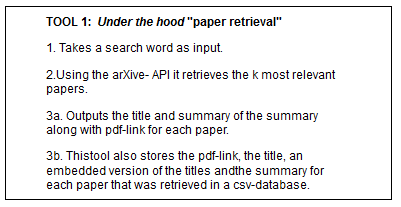 TOOL 1: Under the hood "paper retrieval"
1. Takes a search word as input.
2.Using the arXive- API it retrieves the k most relevant
papers.
3a. Outputs the title and summary of the summary
along with pdf-link for each paper.
3b. Thistool also stores the pdf-link, the title, an
embedded version of the titles andthe summary for
each paper that was retrieved in a csv-database.